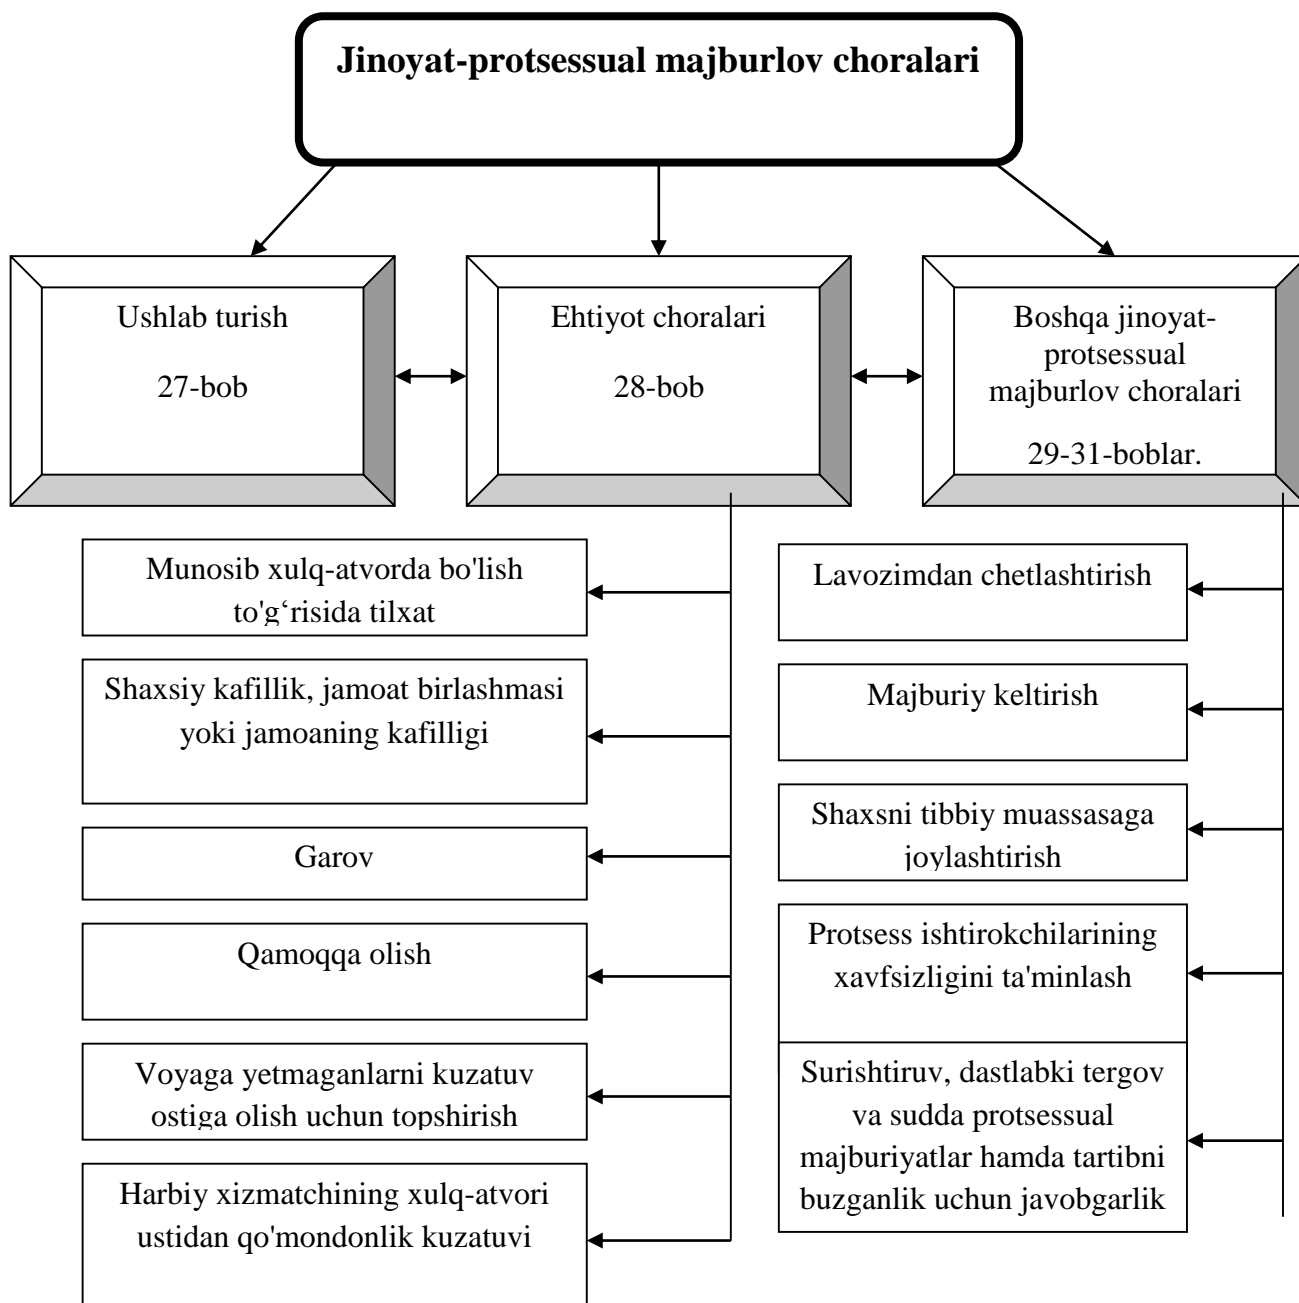 Jinoyat-protsessual majburlov choralari
Ushlab turish
27-bob
Ehtiyot choralari
28-bob
Boshqa jinoyat-
protsessual
majburlov choralari
29-31-boblar.
Munosib xulq-atvorda bo'lish
to'g‘risida tilxat
Shaxsiy kafillik, jamoat birlashmasi
yoki jamoaning kafilligi
Garov
Qamoqqa olish
Voyaga yetmaganlarni kuzatuv
ostiga olish uchun topshirish
Harbiy xizmatchining xulq-atvori
ustidan qo'mondonlik kuzatuvi
Lavozimdan chetlashtirish
Majburiy keltirish
Shaxsni tibbiy muassasaga
joylashtirish
Protsess ishtirokchilarining
xavfsizligini ta'minlash
Surishtiruv, dastlabki tergov
va sudda protsessual
majburiyatlar hamda tartibni
buzganlik uchun javobgarlik